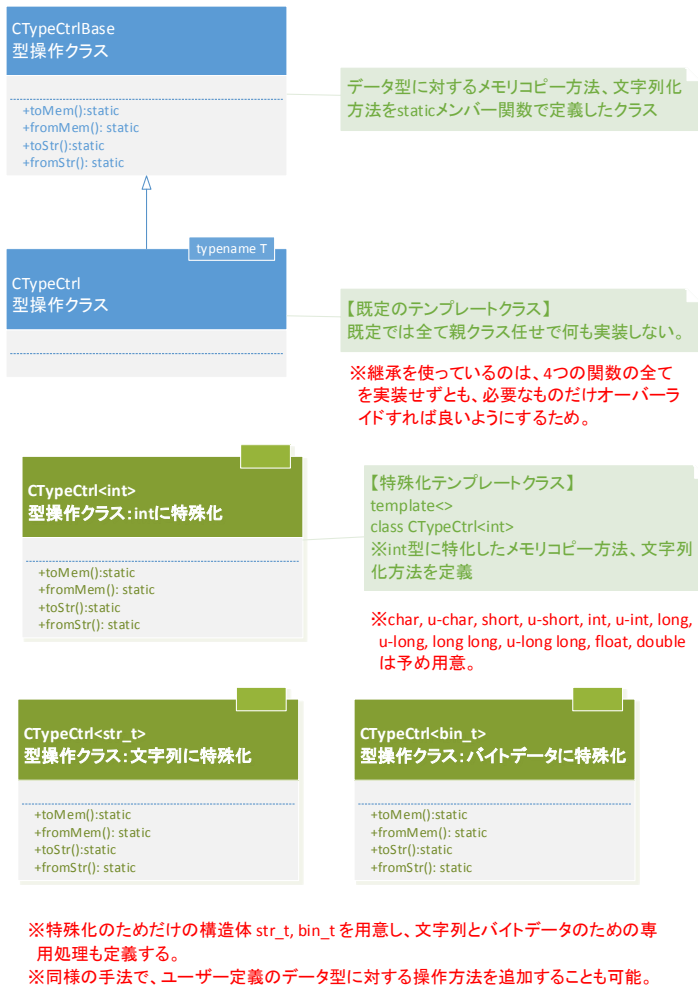 CTypeCtrlBase
型操作クラス
+toMem():static
+fromMem(): static
+toStr():static
+fromStr(): static
データ型に対するメモリコピー方法、文字列化
方法をstaticメンバー関数で定義したクラス
typename T
CTypeCtrl
型操作クラス
【既定のテンプレートクラス】
既定では全て親クラス任せで何も実装しない。
※継承を使っているのは、4つの関数の全て
を実装せずとも、必要なものだけオーバーラ
イドすれば良いようにするため。
CTypeCtrl<int>
型操作クラス：intに特殊化
+toMem():static
+fromMem(): static
+toStr():static
+fromStr(): static
【特殊化テンプレートクラス】
template<>
class CTypeCtrl<int>
※int型に特化したメモリコピー方法、文字列
化方法を定義
※char, u-char, short, u-short, int, u-int, long,
u-long, long long, u-long long, float, double
は予め用意。
CTypeCtrl<str_t>
型操作クラス：文字列に特殊化
+toMem():static
+fromMem(): static
+toStr():static
+fromStr(): static
CTypeCtrl<bin_t>
型操作クラス：バイトデータに特殊化
+toMem():static
+fromMem(): static
+toStr():static
+fromStr(): static
※特殊化のためだけの構造体 str_t, bin_t を用意し、文字列とバイトデータのための専
用処理も定義する。
※同様の手法で、ユーザー定義のデータ型に対する操作方法を追加することも可能。